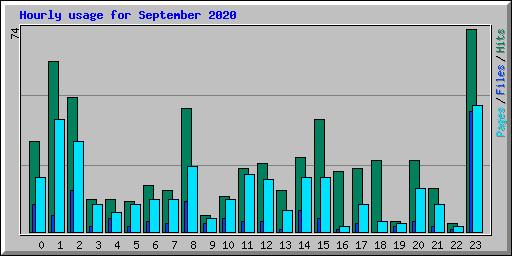 Hourly usage for September 2020
74
Pages / Files / Hits
0 1 2 3 4 5 6 7 8 9 10 11 12 13 14 15 16 17 18 19 20 21 22 23